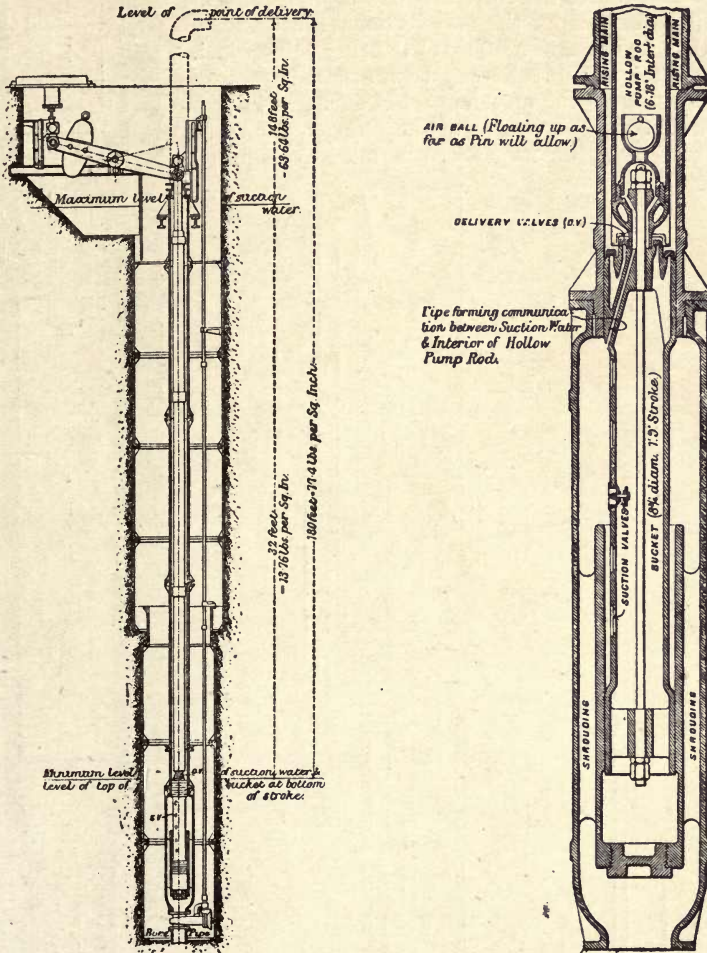 Level of point of delivery.
148 feet
= 63·64 lbs. per Sq. In.
Maximum level of suction
water.
32 feet
= 13·76 lbs. per Sq. In.
180 feet = 77·4 lbs per Sq. Inch.
Minimum level of suction water &
level of top of bucket at bottom
of stroke.
D.V.
S.V.
Bore Pipe
RISING MAIN
HOLLOW
PUMP ROD
(6·18" Inter! dia)
RISING MAIN
AIR BALL (Floating up as
far as Pin will allow)
DELIVERY VALVES (D.V.)
Pipe forming communica
tion between Suction Water
& Interior of Hollow
Pump Rod.
SUCTION VALVES
BUCKET (8¾ diam. 1'.9" Stroke)
SHROUDING
SHROUDING